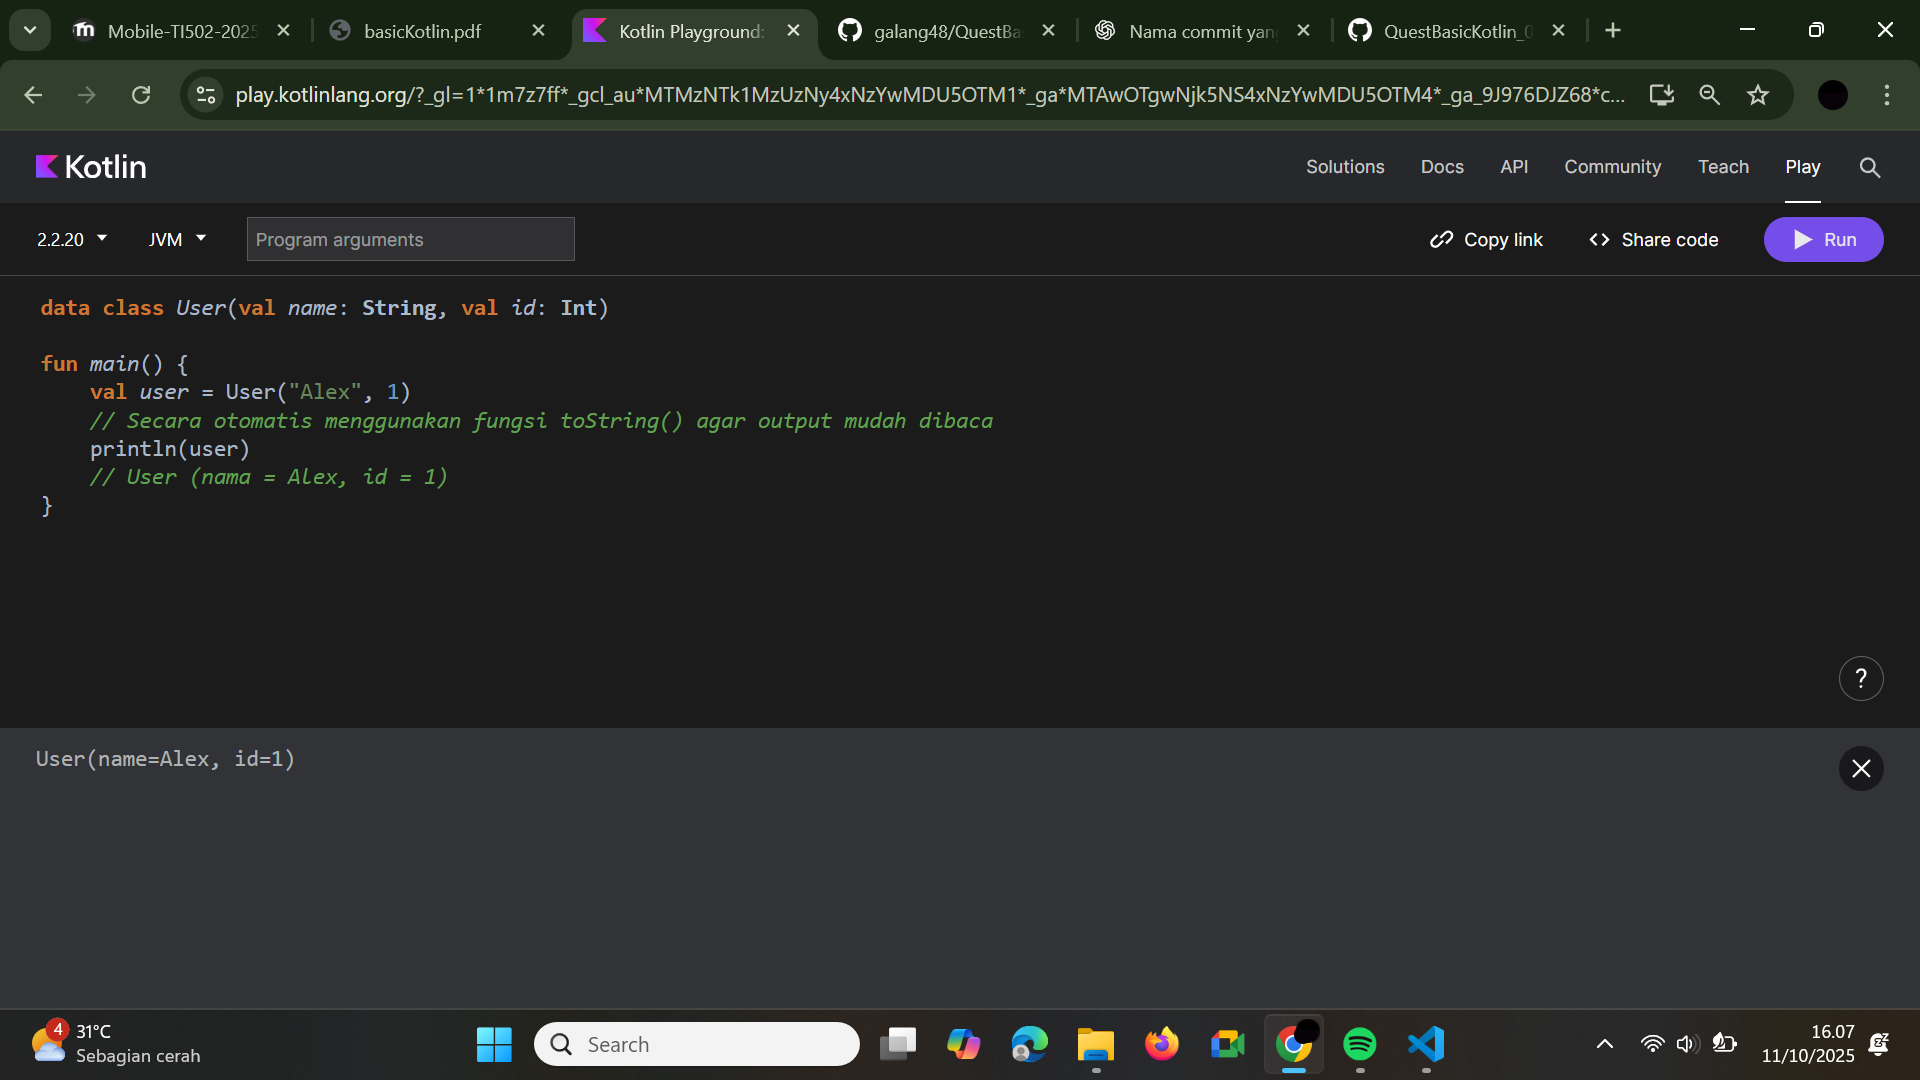 Mobile-TI502-2025
basicKotlin.pdf
Kotlin Playground:
galang48/QuestBa
Nama commit yan
QuestBasicKotlin_0
play.kotlinlang.org/?_gl=1*1m7z7ff*_gcl_au*MTMzNTk1MzUzNy4xNzYwMDU5OTM1*_ga*MTAwOTgwNjk5NS4xNzYwMDU5OTM4*_ga_9J976DJZ68*c...
Kotlin
Solutions
Docs
API
Community
Teach
Play
2.2.20
JVM
Program arguments
Copy link
Share code
Run
data class User(val name: String, val id: Int)
fun main() {
val user = User("Alex", 1)
// Secara otomatis menggunakan fungsi toString() agar output mudah dibaca
println(user)
// User (nama = Alex, id = 1)
}
?
User(name=Alex, id=1)
4
31°C
Sebagian cerah
Search
16.07
11/10/2025